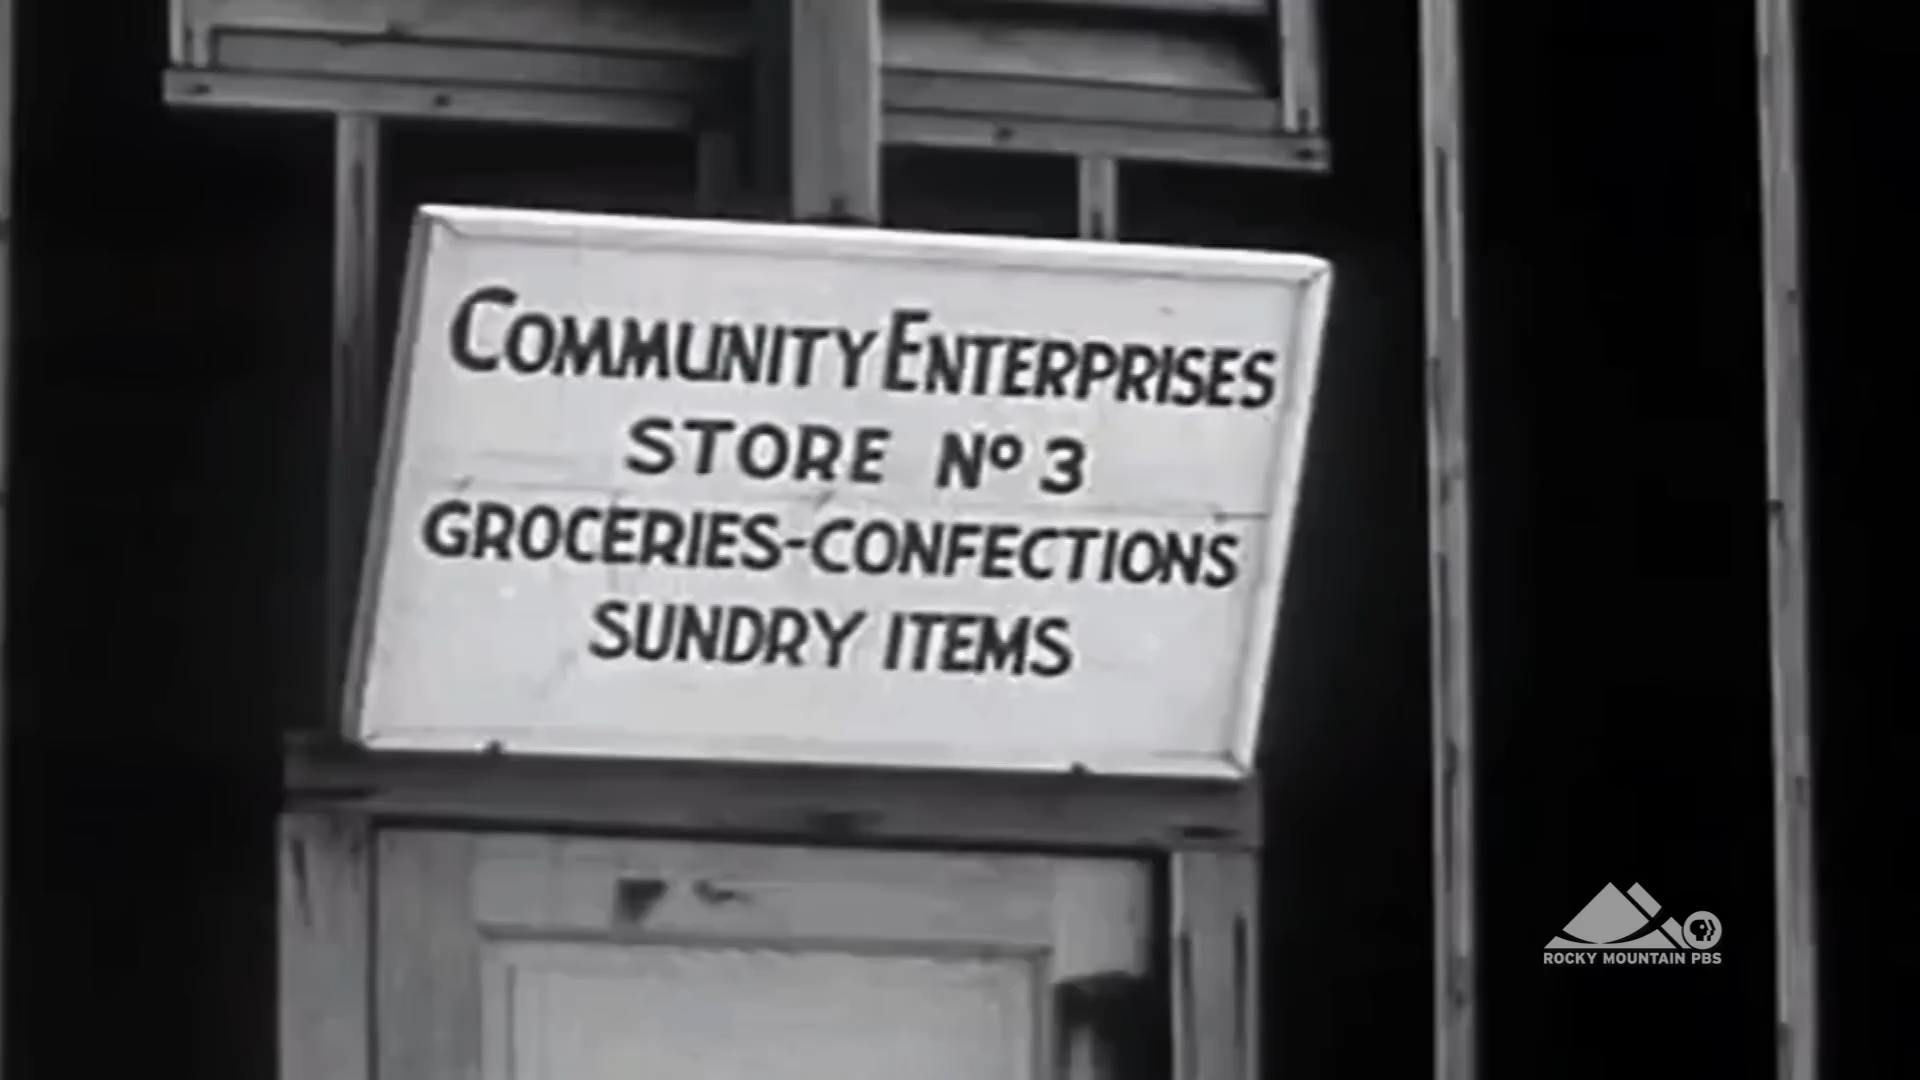 COMMUNITY ENTERPRISES
STORE Nº 3
GROCERIES-CONFECTIONS
SUNDRY ITEMS
ROCKY MOUNTAIN PBS